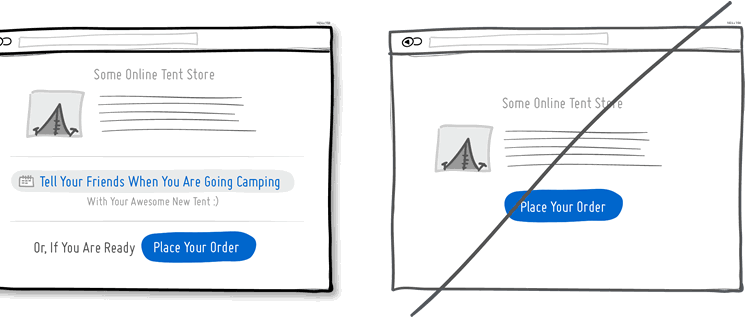 Some Online Tent Store
Tell Your Friends When You Are Going Camping
With Your Awesome New Tent :)
Or, If You Are Ready
Place Your Order
Some Online Tent Store
Place Your Order